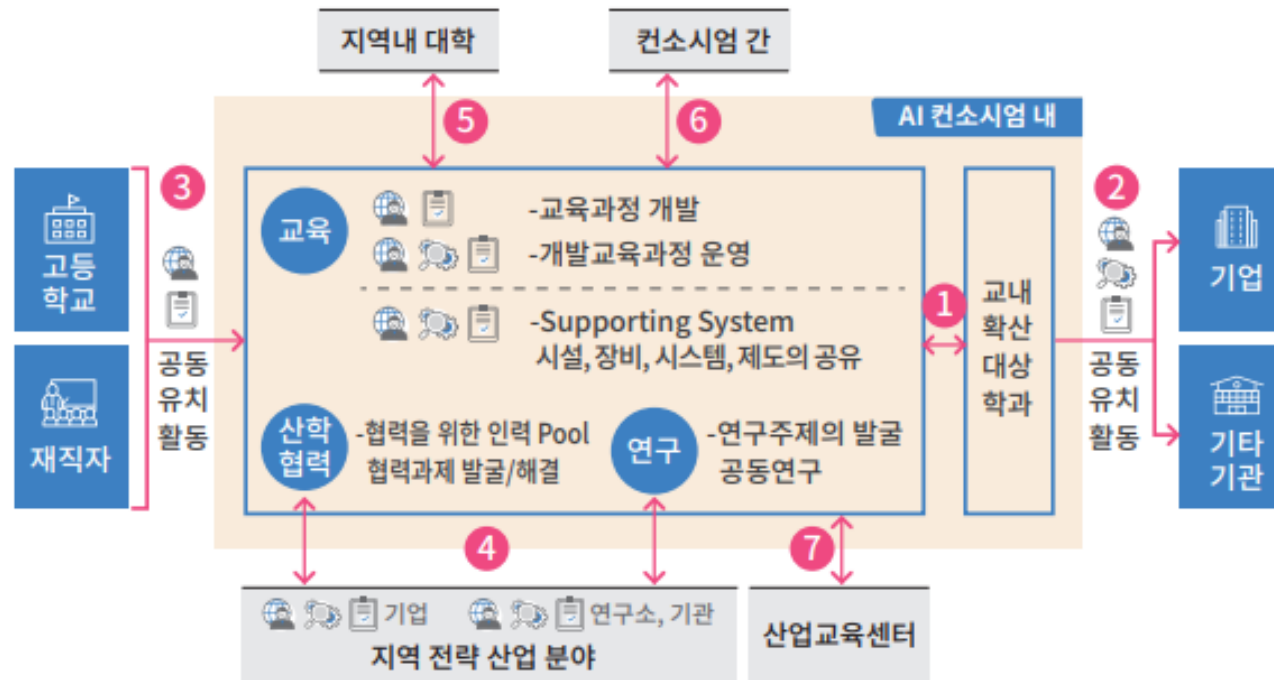 지역내 대학
컨소시엄 간
5
6
AI 컨소시엄 내
3
고등
학교
재직자
공동
유치
활동
교육
-교육과정 개발
-개발교육과정 운영
-Supporting System
시설, 장비, 시스템, 제도의 공유
산학
협력
-협력을 위한 인력 Pool
협력과제 발굴/해결
연구
-연구주제의 발굴
공동연구
1
교내
확산
대상
학과
2
공동
유치
활동
기업
기타
기관
4
7
기업
연구소, 기관
지역 전략 산업 분야
산업교육센터